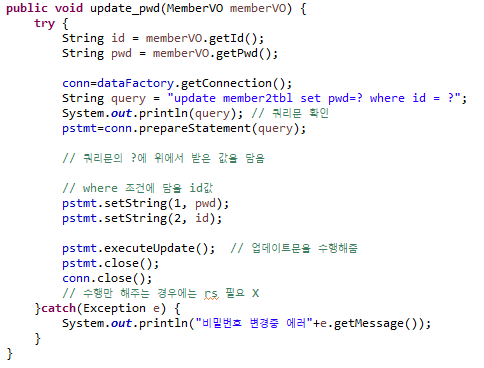 public void update_pwd(MemberVO memberVO) {
    try {
        String id = memberVO.getId();
        String pwd = memberVO.getPwd();
        conn=dataFactory.getConnection();
        String query = "update member2tbl set pwd=? where id = ?";
        System.out.println(query); // 쿼리문 확인
        pstmt=conn.prepareStatement(query);
        // 쿼리문의 ?에 위에서 받은 값을 담음
        // where 조건에 담을 id값
        pstmt.setString(1, pwd);
        pstmt.setString(2, id);
        pstmt.executeUpdate();  // 업데이트문을 수행해줌
        pstmt.close();
        conn.close();
        // 수행만 해주는 경우에는 rs 필요 X
    }catch(Exception e) {
        System.out.println("비밀번호 변경중 에러"+e.getMessage());
    }
}